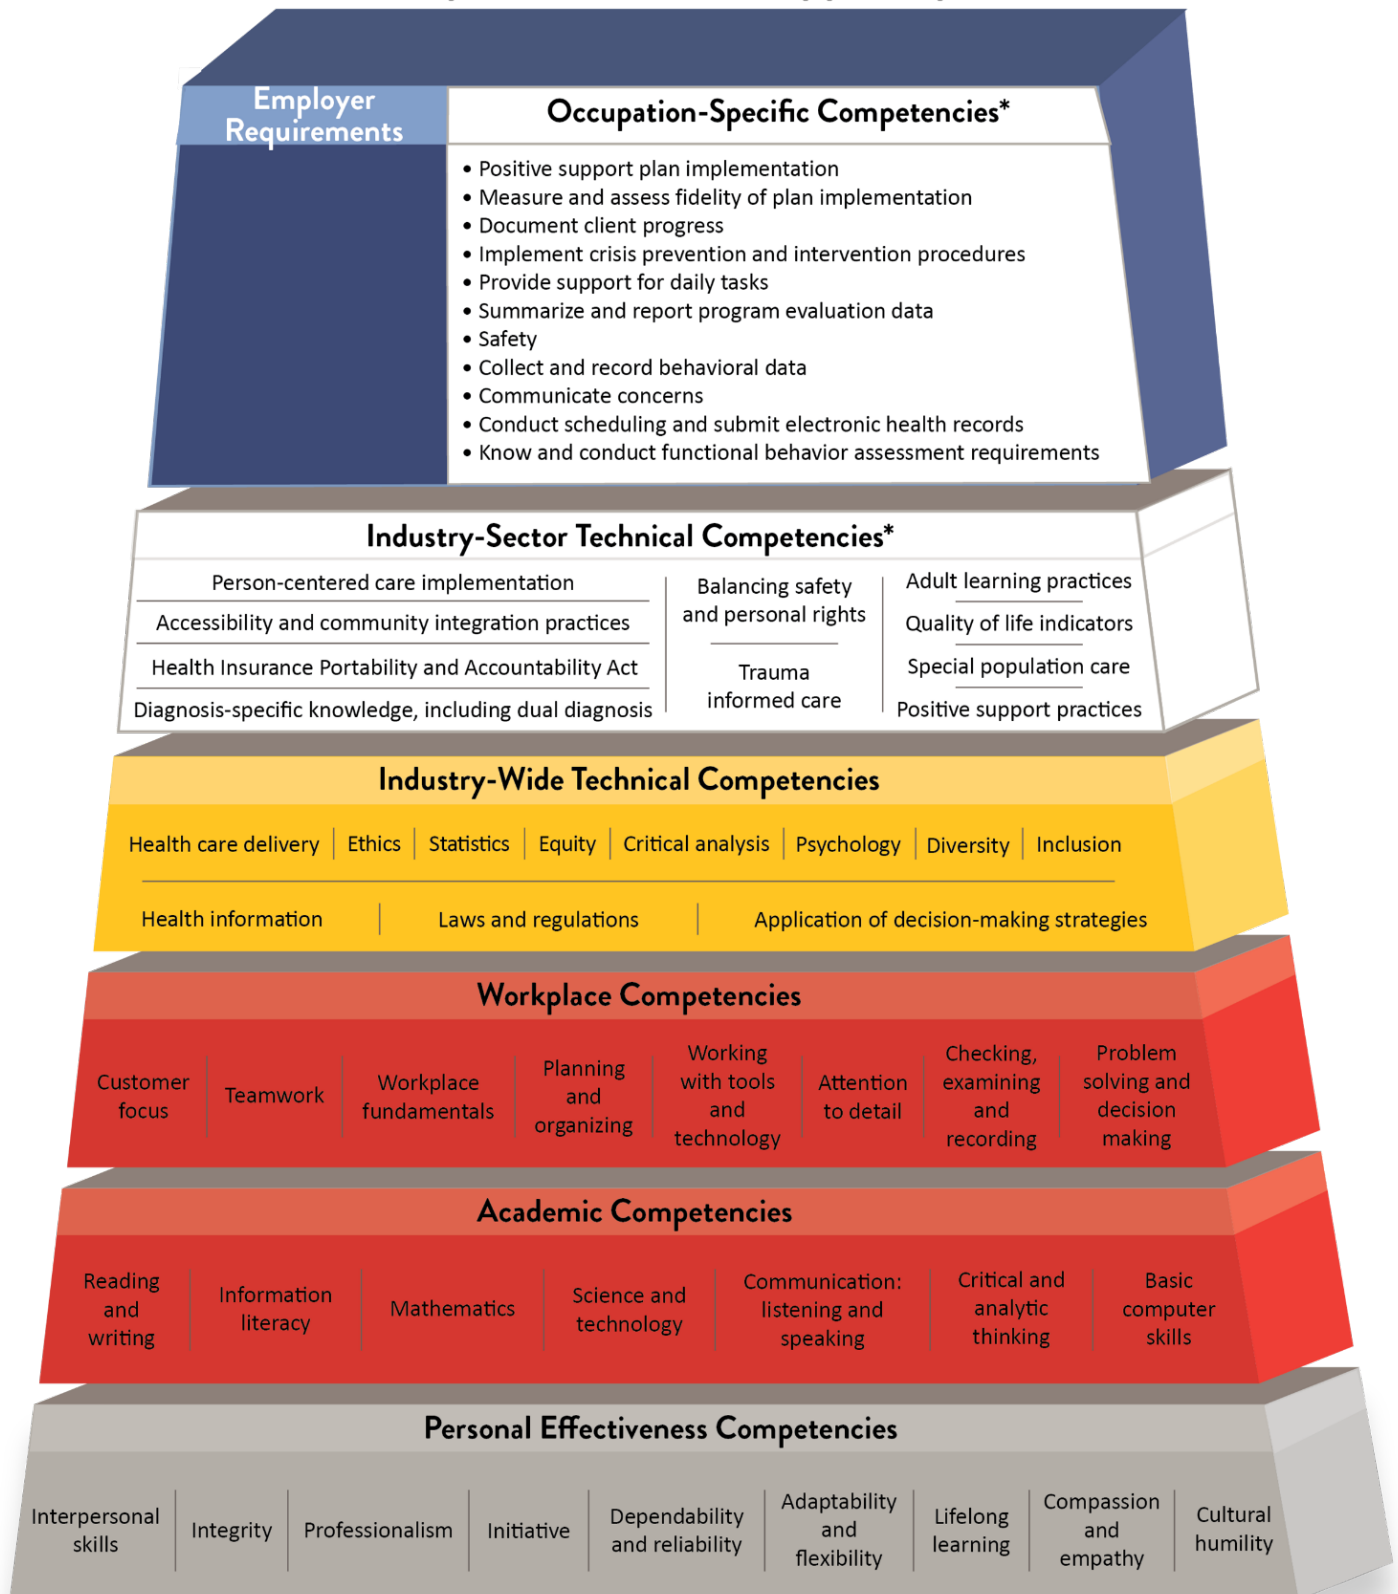 Employer
Requirements
Occupation-Specific Competencies*
• Positive support plan implementation
• Measure and assess fidelity of plan implementation
• Document client progress
• Implement crisis prevention and intervention procedures
• Provide support for daily tasks
• Summarize and report program evaluation data
• Safety
• Collect and record behavioral data
• Communicate concerns
• Conduct scheduling and submit electronic health records
• Know and conduct functional behavior assessment requirements
Industry-Sector Technical Competencies*
Person-centered care implementation
Accessibility and community integration practices
Health Insurance Portability and Accountability Act
Diagnosis-specific knowledge, including dual diagnosis
Balancing safety
and personal rights
Trauma
informed care
Adult learning practices
Quality of life indicators
Special population care
Positive support practices
Industry-Wide Technical Competencies
Health care delivery
Ethics
Statistics
Equity
Critical analysis
Psychology
Diversity
Inclusion
Health information
Laws and regulations
Application of decision-making strategies
Workplace Competencies
Customer
focus
Teamwork
Workplace
fundamentals
Planning
and
organizing
Working
with tools
and
technology
Attention
to detail
Checking,
examining
and
recording
Problem
solving and
decision
making
Academic Competencies
Reading
and
writing
Information
literacy
Mathematics
Science and
technology
Communication:
listening and
speaking
Critical and
analytic
thinking
Basic
computer
skills
Personal Effectiveness Competencies
Interpersonal
skills
Integrity
Professionalism
Initiative
Dependability
and reliability
Adaptability
and
flexibility
Lifelong
learning
Compassion
and
empathy
Cultural
humility